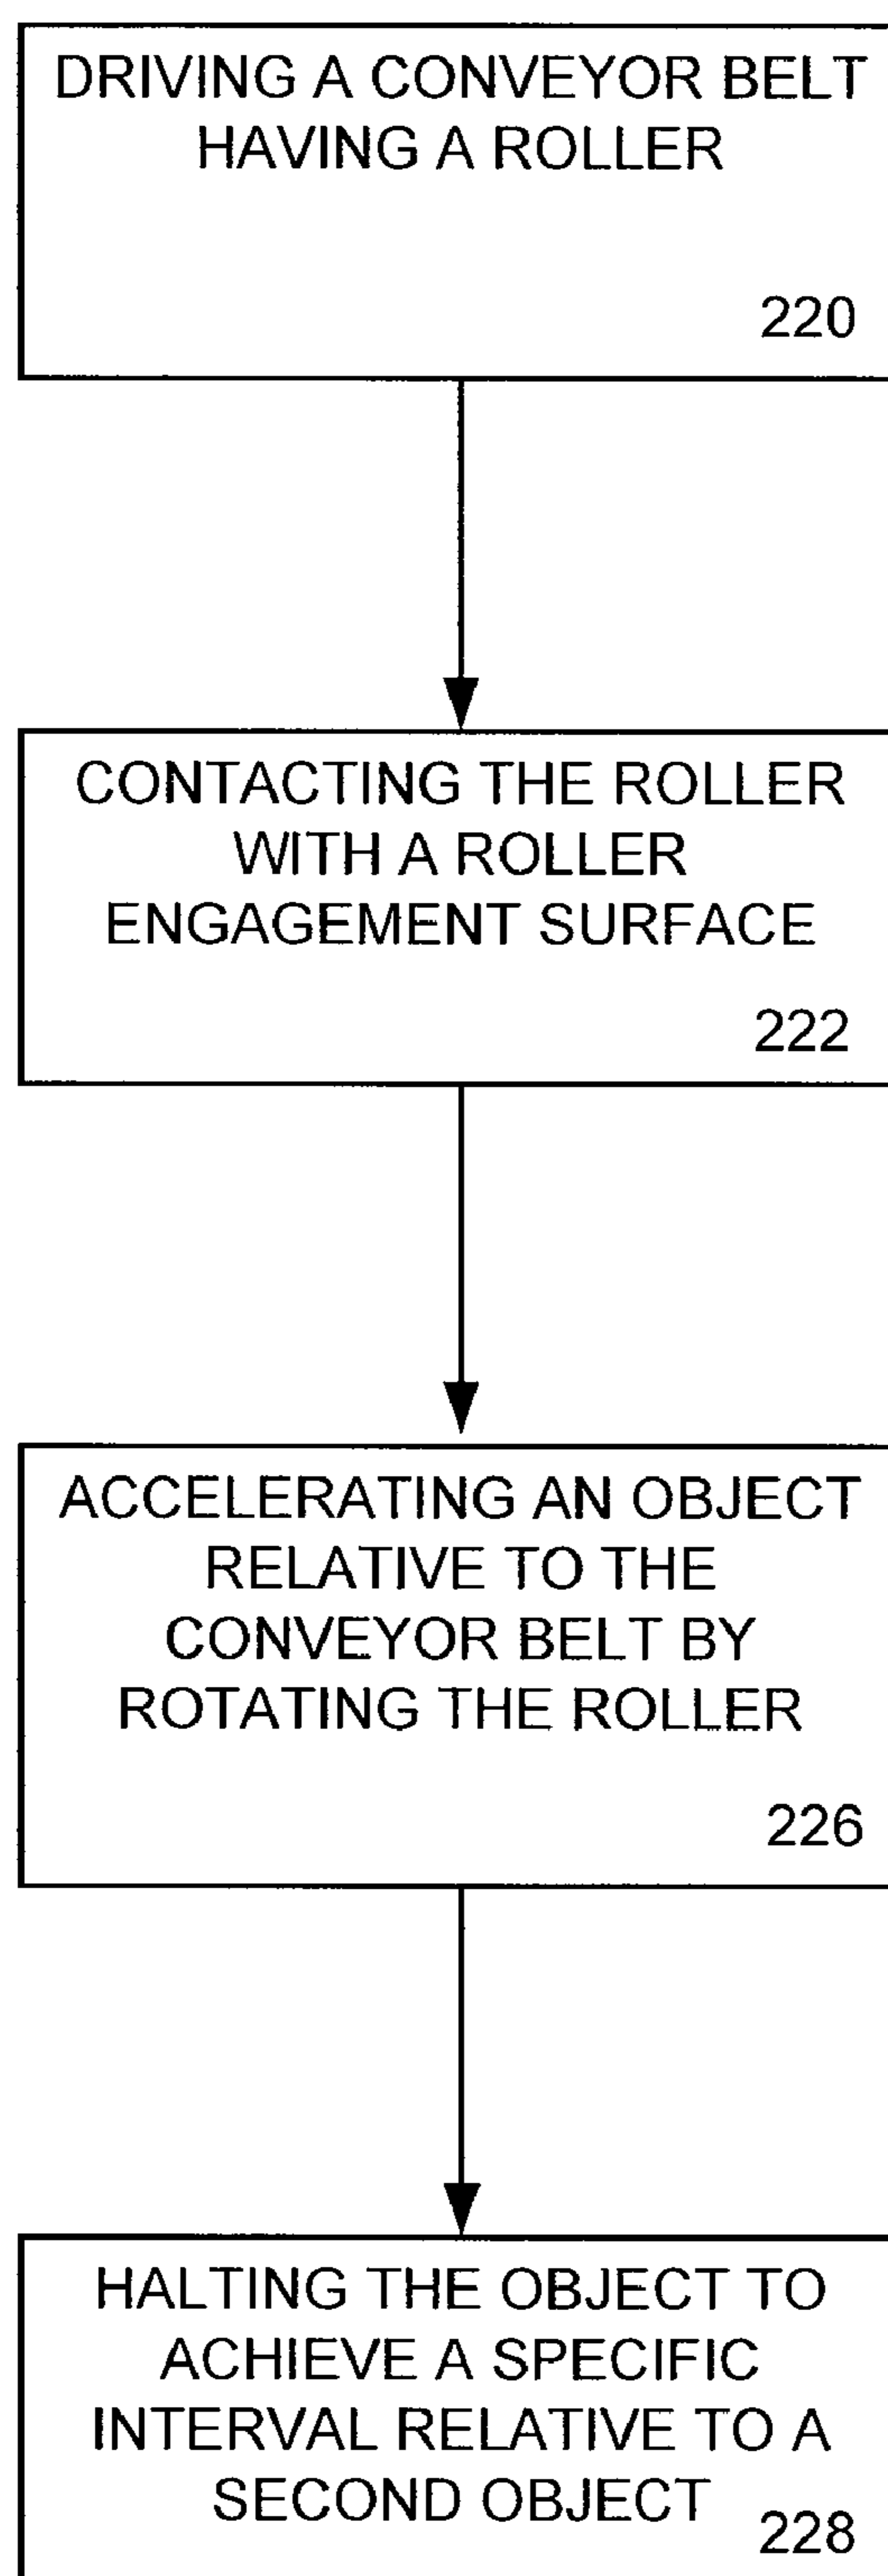 DRIVING A CONVEYOR BELT
HAVING A ROLLER
220
CONTACTING THE ROLLER
WITH A ROLLER
ENGAGEMENT SURFACE
222
ACCELERATING AN OBJECT
RELATIVE TO THE
CONVEYOR BELT BY
ROTATING THE ROLLER
226
HALTING THE OBJECT TO
ACHIEVE A SPECIFIC
INTERVAL RELATIVE TO A
SECOND OBJECT
228